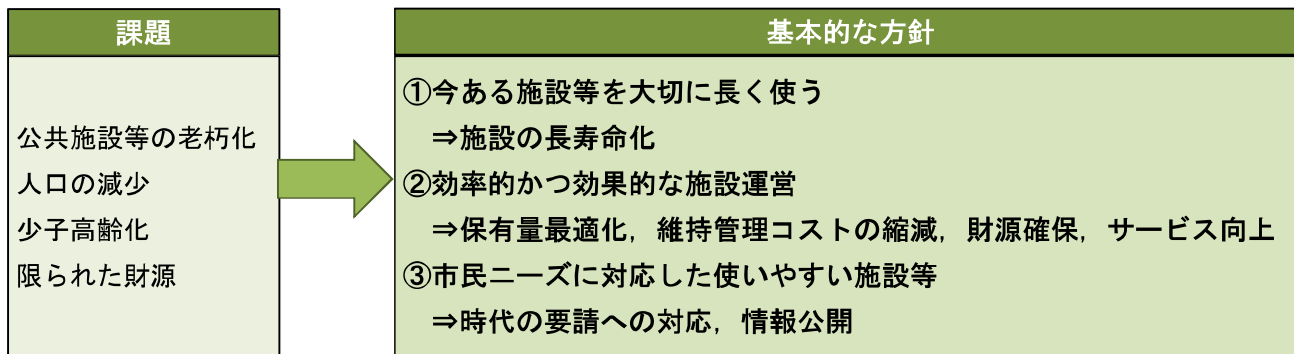 課題
公共施設等の老朽化
人口の減少
少子高齢化
限られた財源
基本的な方針
①今ある施設等を大切に長く使う
⇒施設の長寿命化
②効率的かつ効果的な施設運営
⇒保有量最適化，維持管理コストの縮減，財源確保，サービス向上
③市民ニーズに対応した使いやすい施設等
⇒時代の要請への対応，情報公開